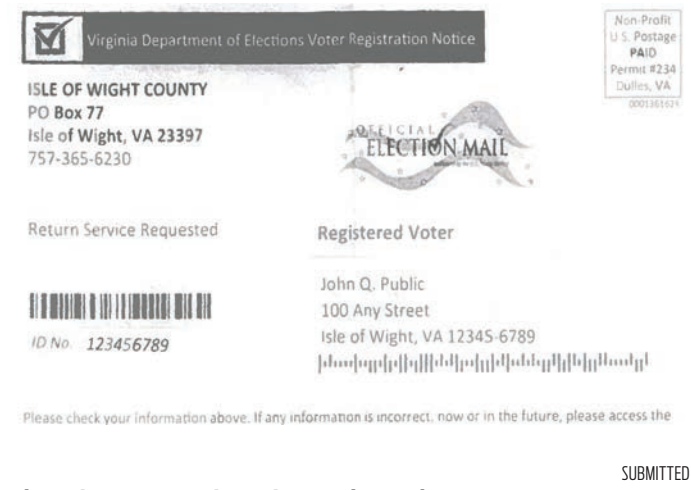 Virginia Department of Elections Voter Registration Notice
Non-Profit
U.S. Postage
PAID
Permit #234
Dulles, VA
0001361624
ISLE OF WIGHT COUNTY
PO Box 77
Isle of Wight, VA 23397
757-365-6230
OFFICIAL
ELECTION MAIL
Return Service Requested
Registered Voter
John Q. Public
100 Any Street
Isle of Wight, VA 12345-6789
ID No. 123456789
Please check your information above. If any information is incorrect, now or in the future, please access the
SUBMITTED